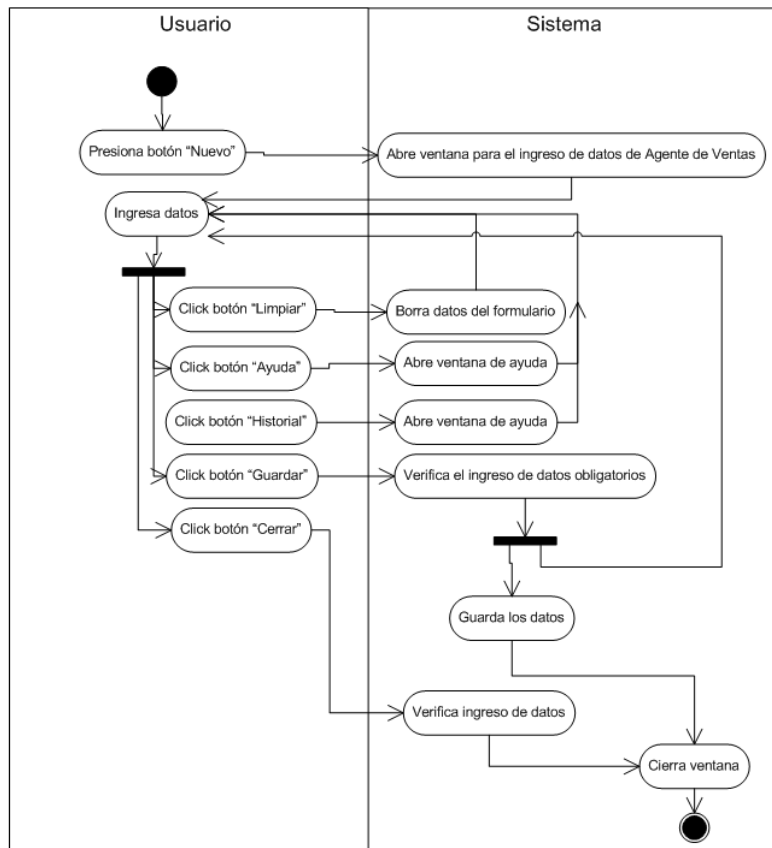 Usuario
Sistema
Presiona botón “Nuevo”
Abre ventana para el ingreso de datos de Agente de Ventas
Ingresa datos
Click botón “Limpiar”
Borra datos del formulario
Click botón “Ayuda”
Abre ventana de ayuda
Click botón “Historial”
Abre ventana de ayuda
Click botón “Guardar”
Verifica el ingreso de datos obligatorios
Click botón “Cerrar”
Guarda los datos
Verifica ingreso de datos
Cierra ventana